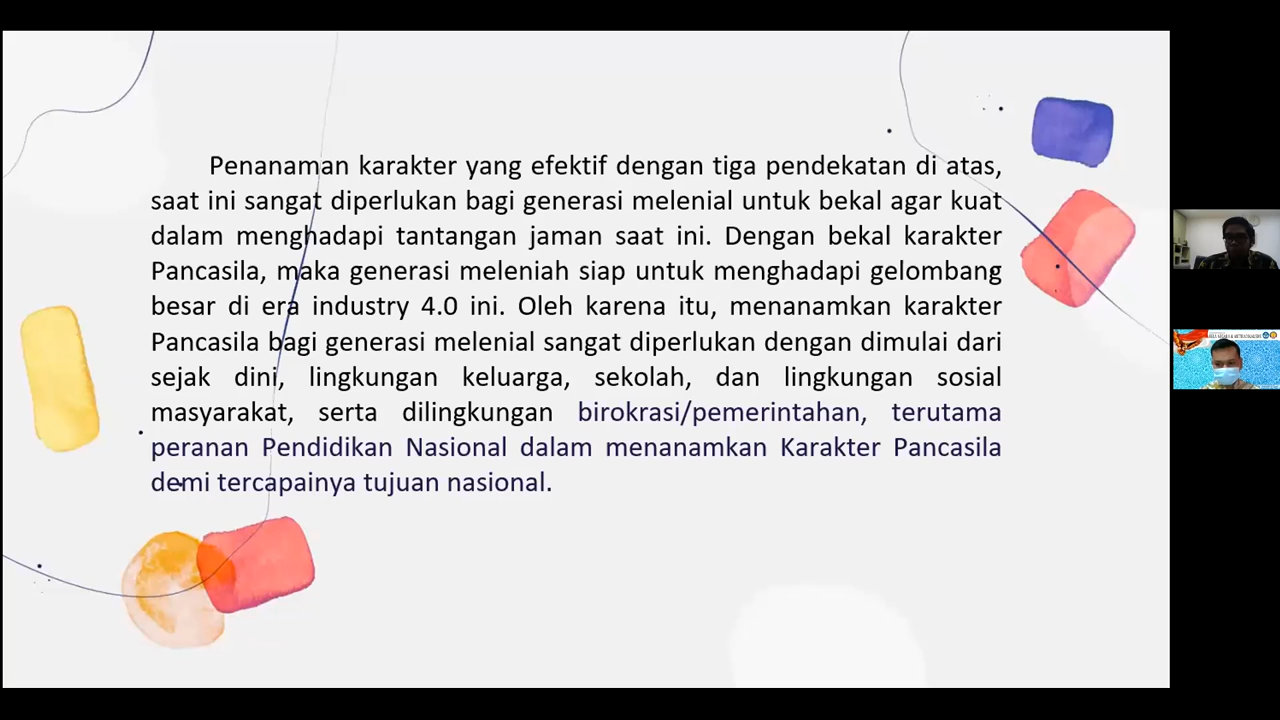 Penanaman karakter yang efektif dengan tiga pendekatan di atas,
saat ini sangat diperlukan bagi generasi melenial untuk bekal agar kuat
dalam menghadapi tantangan jaman saat ini. Dengan bekal karakter
Pancasila, maka generasi meleniah siap untuk menghadapi gelombang
besar di era industry 4.0 ini. Oleh karena itu, menanamkan karakter
Pancasila bagi generasi melenial sangat diperlukan dengan dimulai dari
sejak dini, lingkungan keluarga, sekolah, dan lingkungan sosial
masyarakat, serta dilingkungan birokrasi/pemerintahan, terutama
peranan Pendidikan Nasional dalam menanamkan Karakter Pancasila
demi tercapainya tujuan nasional.